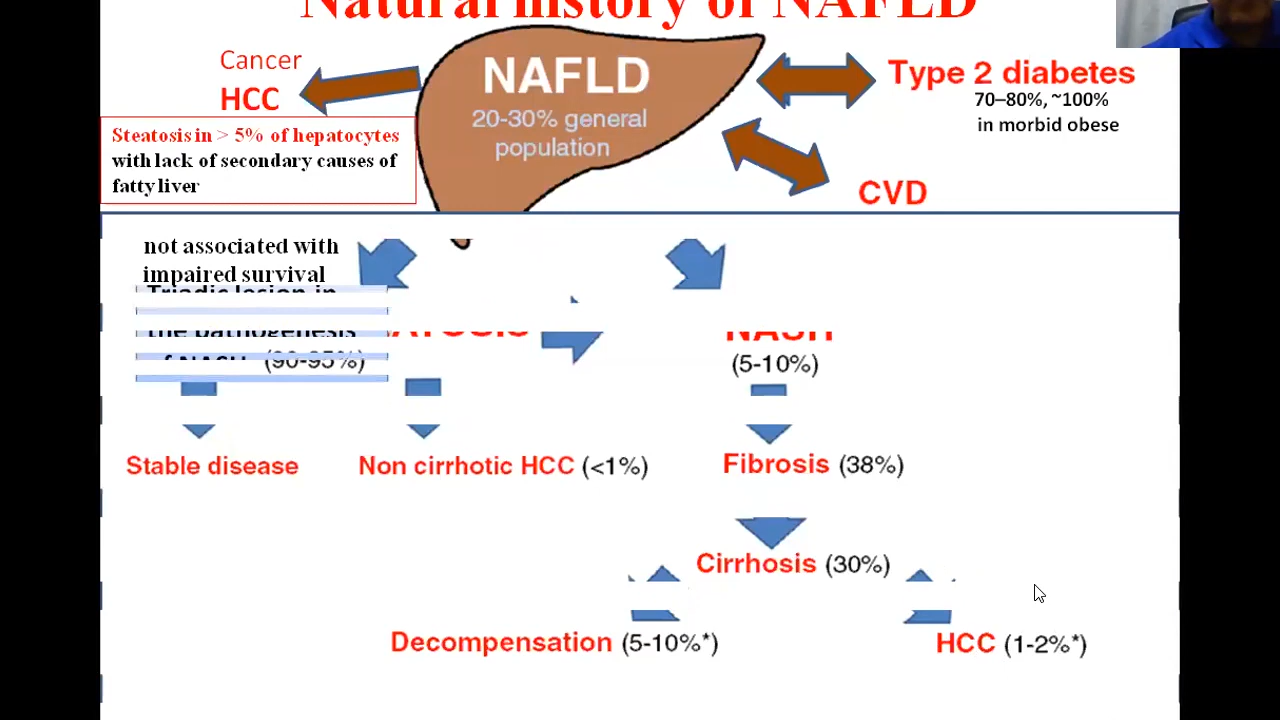 Natural history of NAFLD
Cancer
HCC
NAFLD
20-30% general
population
Type 2 diabetes
70–80%, ~100%
in morbid obese
Steatosis in > 5% of hepatocytes
with lack of secondary causes of
fatty liver
CVD
not associated with
impaired survival
Triadic lesion in
the pathogenesis
of NASH (90-95%)
NASH
(5-10%)
Stable disease
Non cirrhotic HCC (<1%)
Fibrosis (38%)
Cirrhosis (30%)
Decompensation (5-10%*)
HCC (1-2%*)